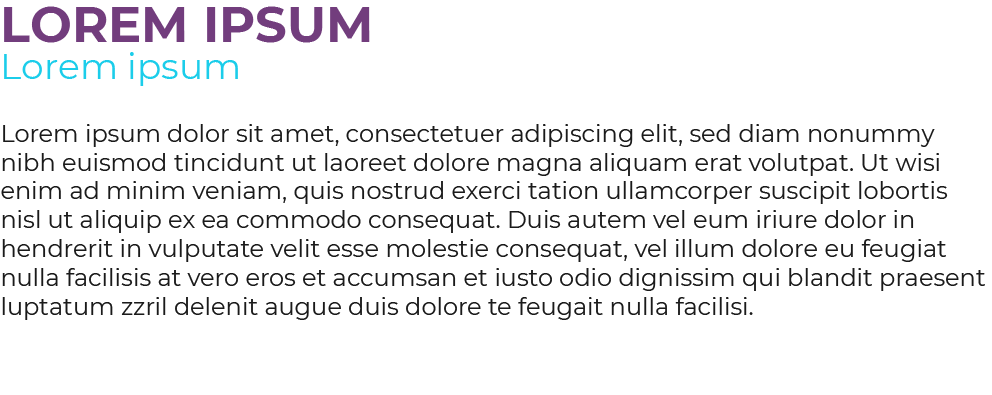 LOREM IPSUM
Lorem ipsum
Lorem ipsum dolor sit amet, consectetuer adipiscing elit, sed diam nonummy
nibh euismod tincidunt ut laoreet dolore magna aliquam erat volutpat. Ut wisi
enim ad minim veniam, quis nostrud exerci tation ullamcorper suscipit lobortis
nisl ut aliquip ex ea commodo consequat. Duis autem vel eum iriure dolor in
hendrerit in vulputate velit esse molestie consequat, vel illum dolore eu feugiat
nulla facilisis at vero eros et accumsan et iusto odio dignissim qui blandit praesent
luptatum zzril delenit augue duis dolore te feugait nulla facilisi.